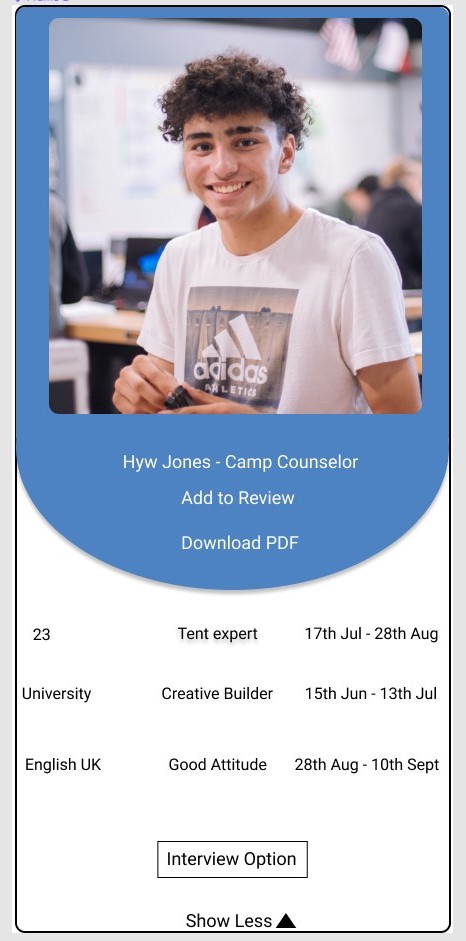 adidas
ATHLETICS
Hyw Jones - Camp Counselor
Add to Review
Download PDF
23 Tent expert 17th Jul - 28th Aug
University Creative Builder 15th Jun - 13th Jul
English UK Good Attitude 28th Aug - 10th Sept
Interview Option
Show Less